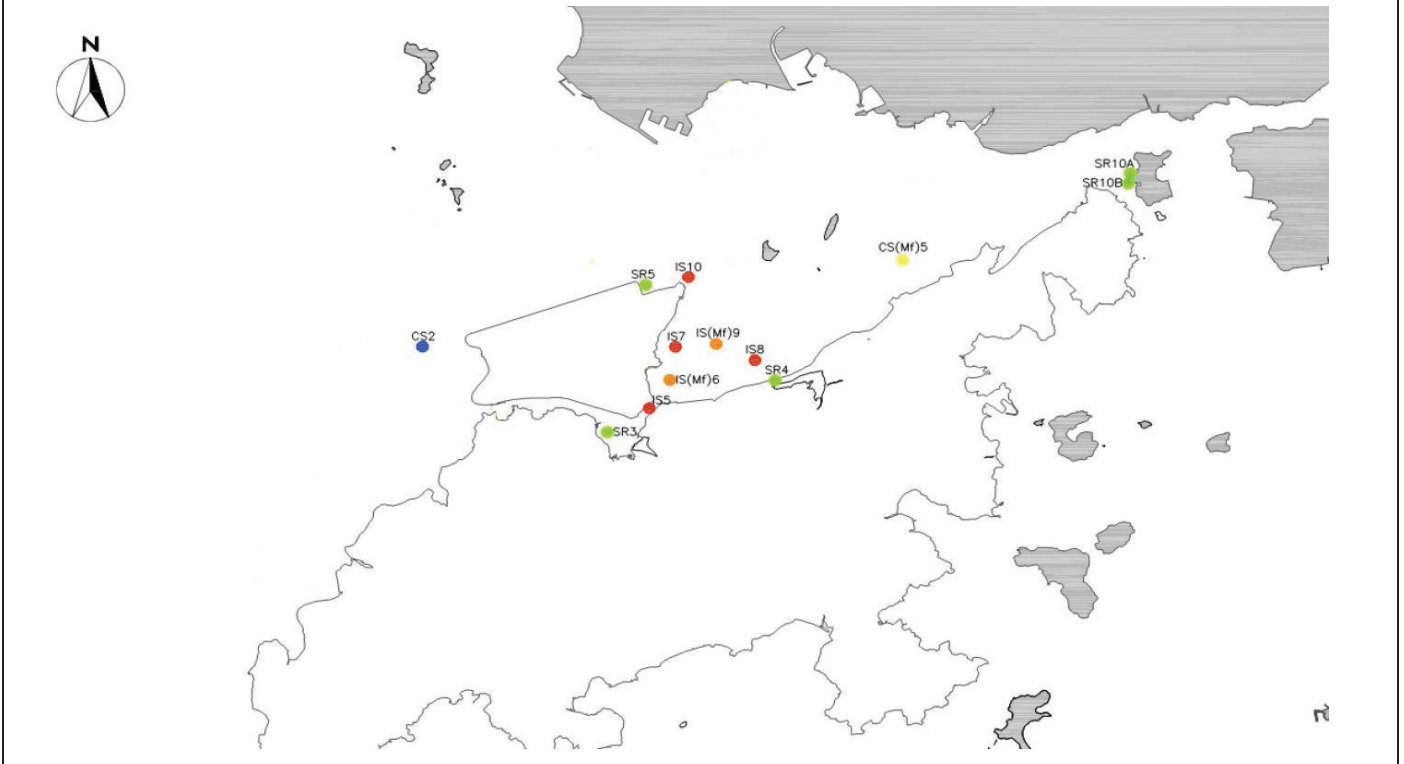 N
SR10A
SR10B
CS(Mf)5
IS10
SR5
CS2
IS7
IS(Mf)9
IS8
SR4
IS(Mf)6
IS5
SR3